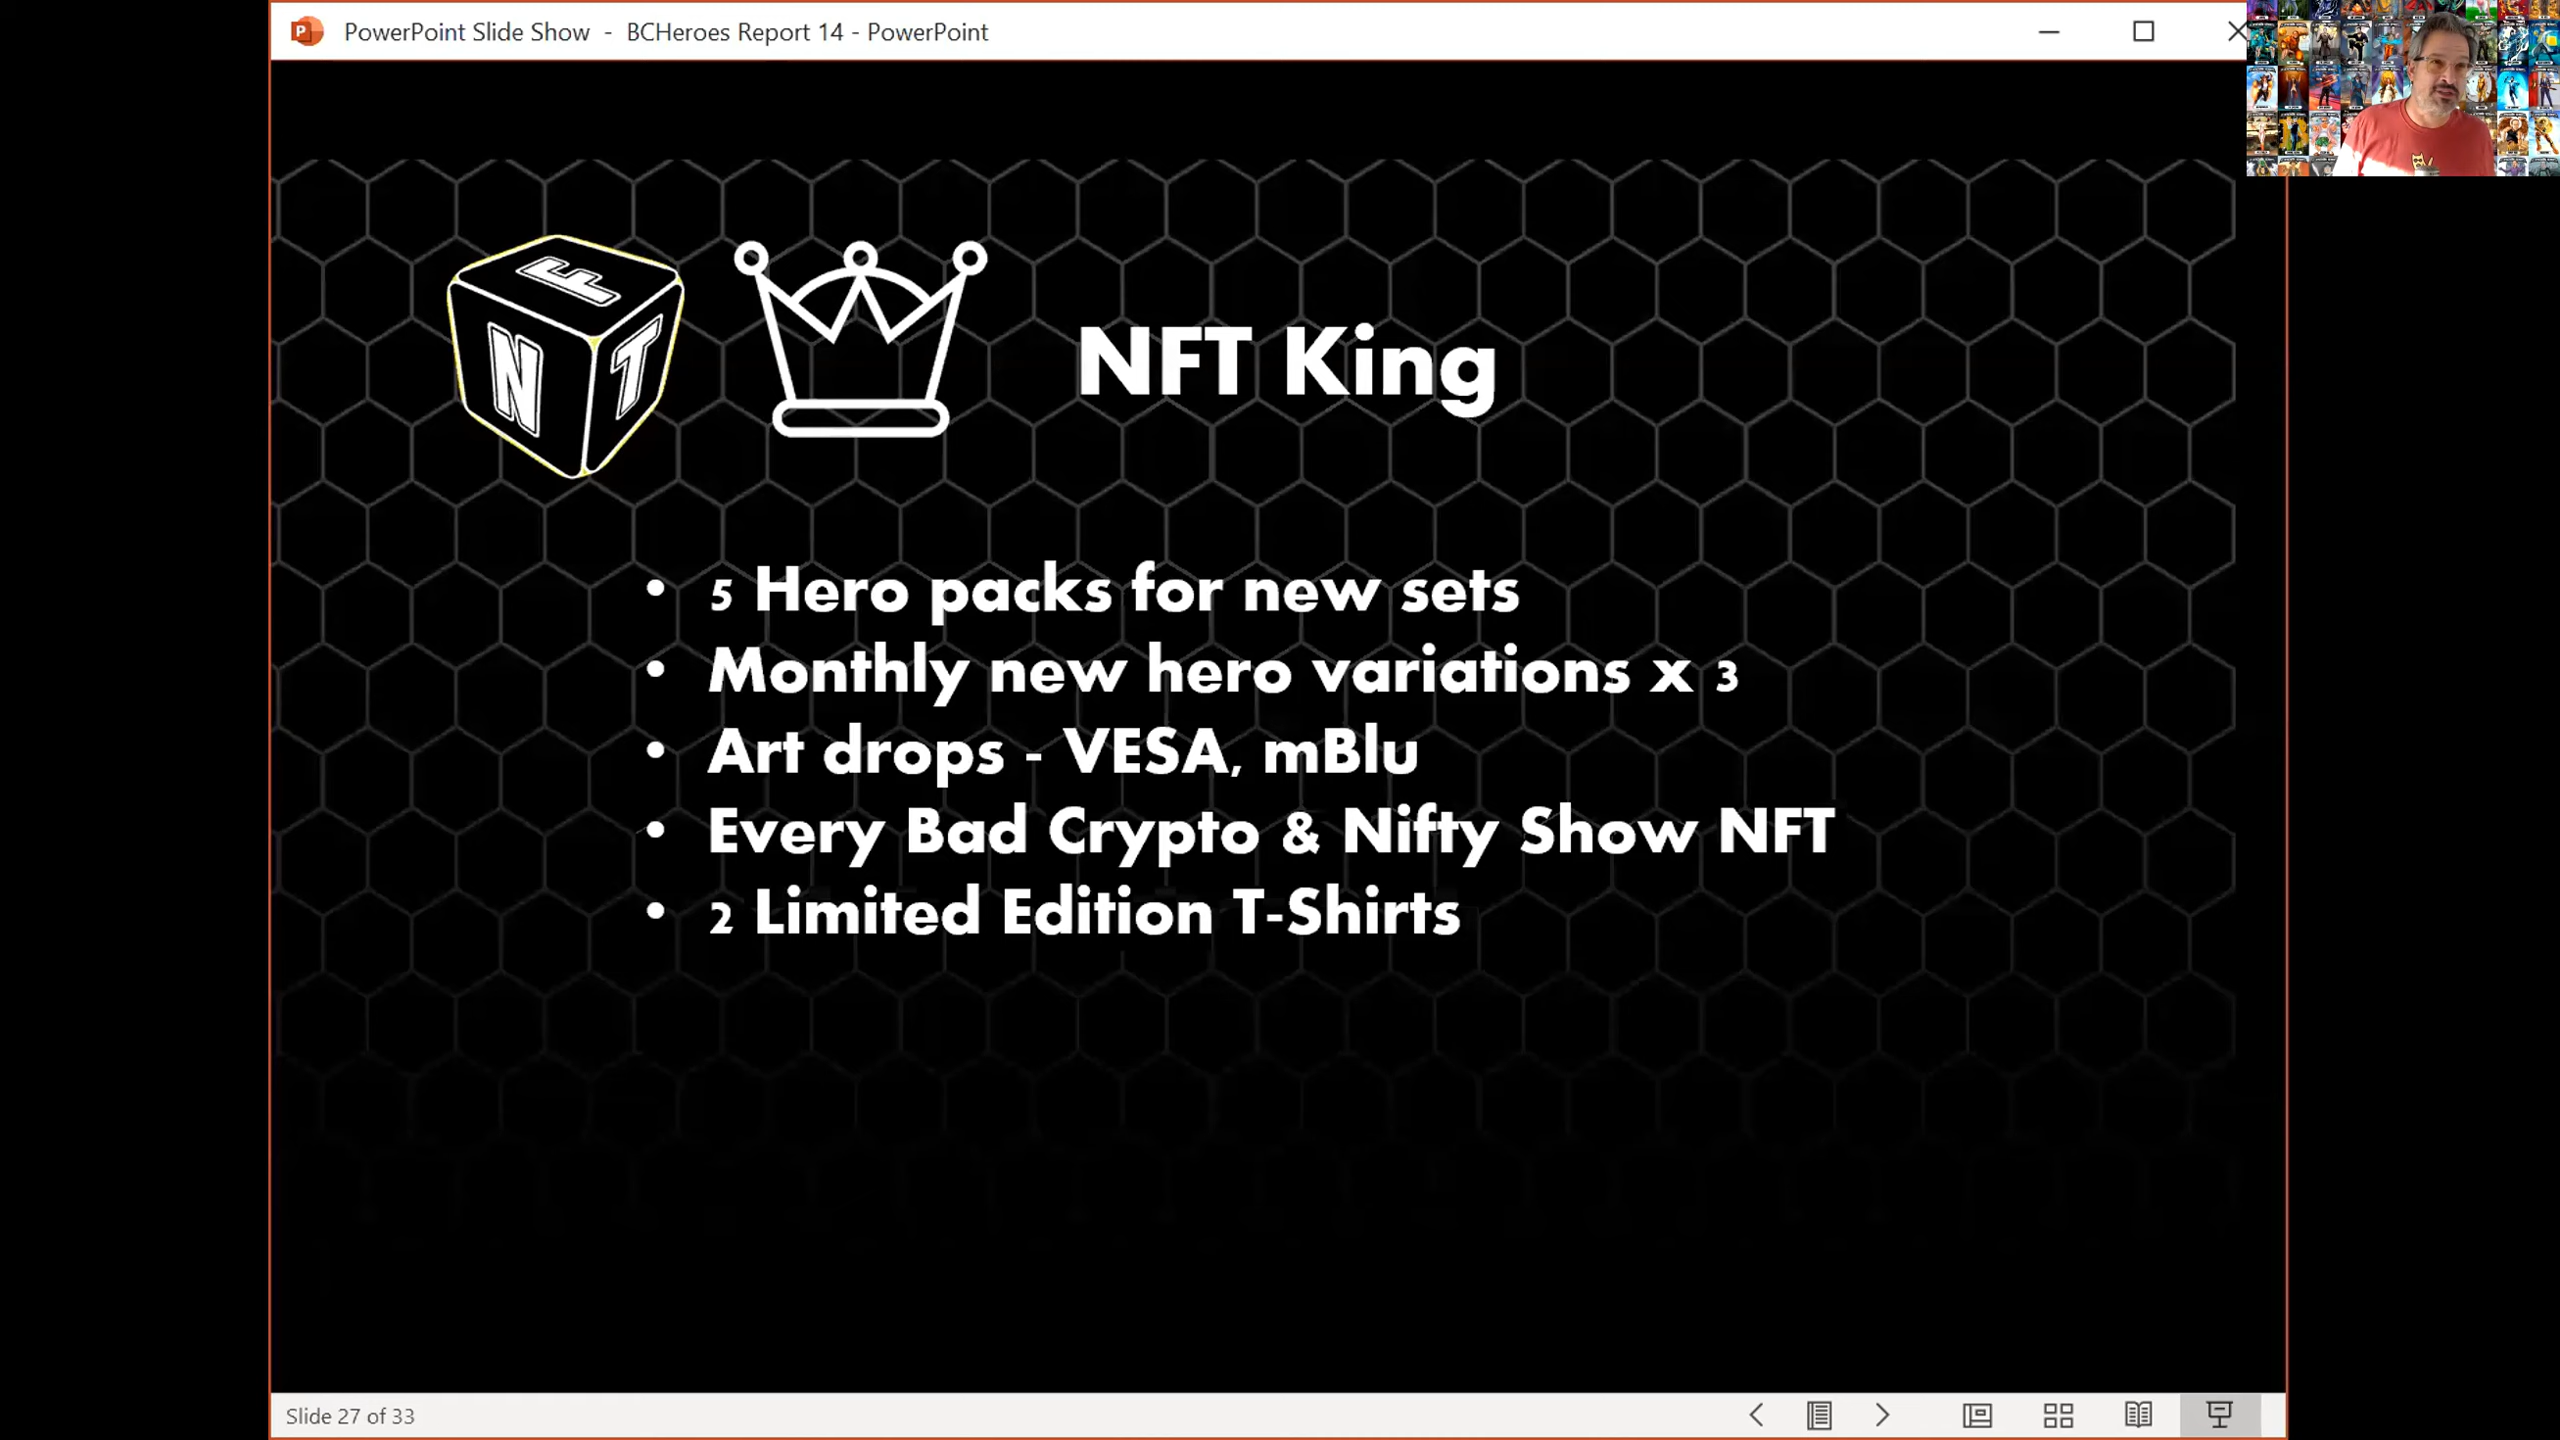 PowerPoint Slide Show - BCHeroes Report 14 - PowerPoint
N F T
NFT King
• 5 Hero packs for new sets
• Monthly new hero variations x 3
• Art drops - VESA, mBlu
• Every Bad Crypto & Nifty Show NFT
• 2 Limited Edition T-Shirts
Slide 27 of 33